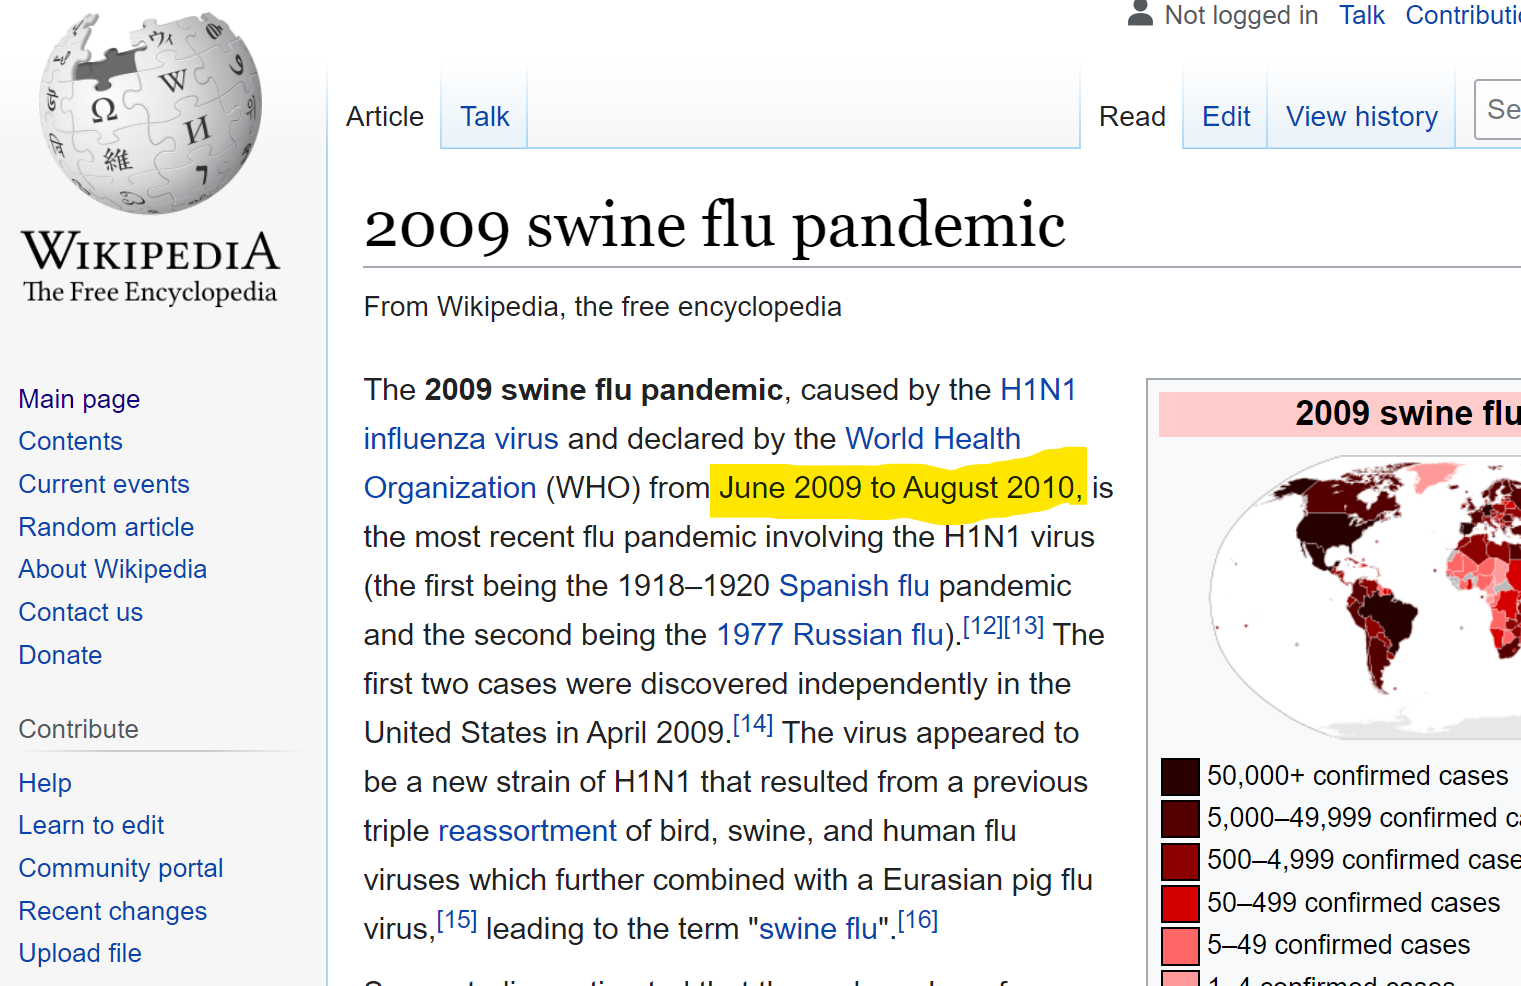 Not logged in Talk
Article Talk Read Edit View history
WIKIPEDIA
The Free Encyclopedia
Main page
Contents
Current events
Random article
About Wikipedia
Contact us
Donate
Contribute
Help
Learn to edit
Community portal
Recent changes
Upload file
2009 swine flu pandemic
From Wikipedia, the free encyclopedia
The 2009 swine flu pandemic, caused by the H1N1
influenza virus and declared by the World Health
Organization (WHO) from June 2009 to August 2010, is
the most recent flu pandemic involving the H1N1 virus
(the first being the 1918–1920 Spanish flu pandemic
and the second being the 1977 Russian flu).[12][13] The
first two cases were discovered independently in the
United States in April 2009.[14] The virus appeared to
be a new strain of H1N1 that resulted from a previous
triple reassortment of bird, swine, and human flu
viruses which further combined with a Eurasian pig flu
virus,[15] leading to the term "swine flu".[16]
2009 swine flu
50,000+ confirmed cases
5,000–49,999 confirmed
500–4,999 confirmed
50–499 confirmed cases
5–49 confirmed cases
1–4 confirmed cases